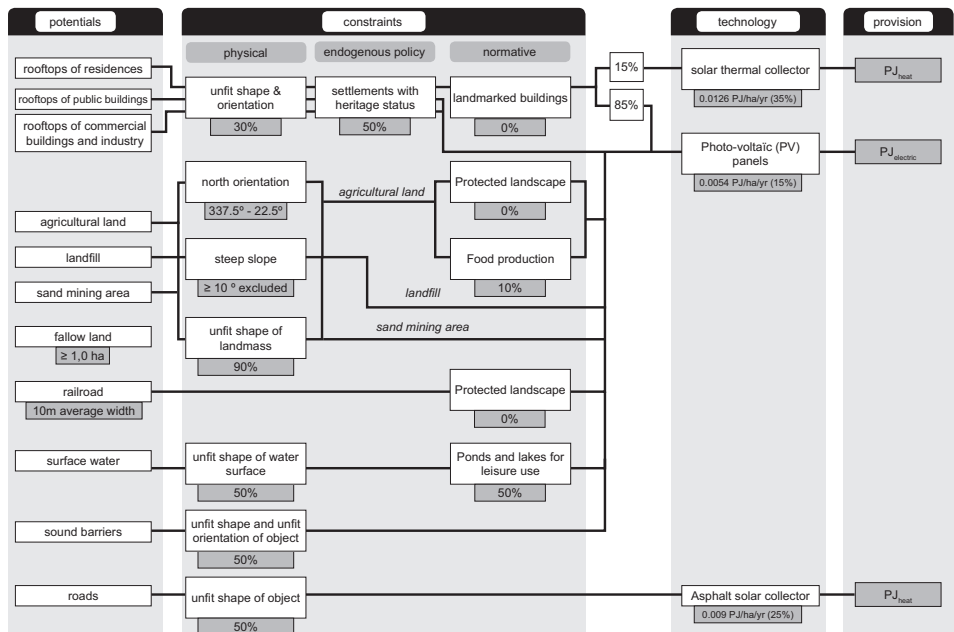 potentials
constraints
technology
provision
physical
endogenous policy
normative
rooftops of residences
rooftops of public buildings
rooftops of commercial
buildings and industry
unfit shape &
orientation
30%
settlements with
heritage status
50%
landmarked buildings
0%
15%
85%
solar thermal collector
0.0126 PJ/ha/yr (35%)
PJheat
Photo-voltaïc (PV)
panels
0.0054 PJ/ha/yr (15%)
PJelectric
agricultural land
landfill
sand mining area
fallow land
≥ 1,0 ha
north orientation
337.5º - 22.5º
steep slope
≥ 10 º excluded
unfit shape of
landmass
90%
agricultural land
landfill
sand mining area
Protected landscape
0%
Food production
10%
railroad
10m average width
Protected landscape
0%
surface water
unfit shape of water
surface
50%
Ponds and lakes for
leisure use
50%
sound barriers
unfit shape and unfit
orientation of object
50%
roads
unfit shape of object
50%
Asphalt solar collector
0.009 PJ/ha/yr (25%)
PJheat